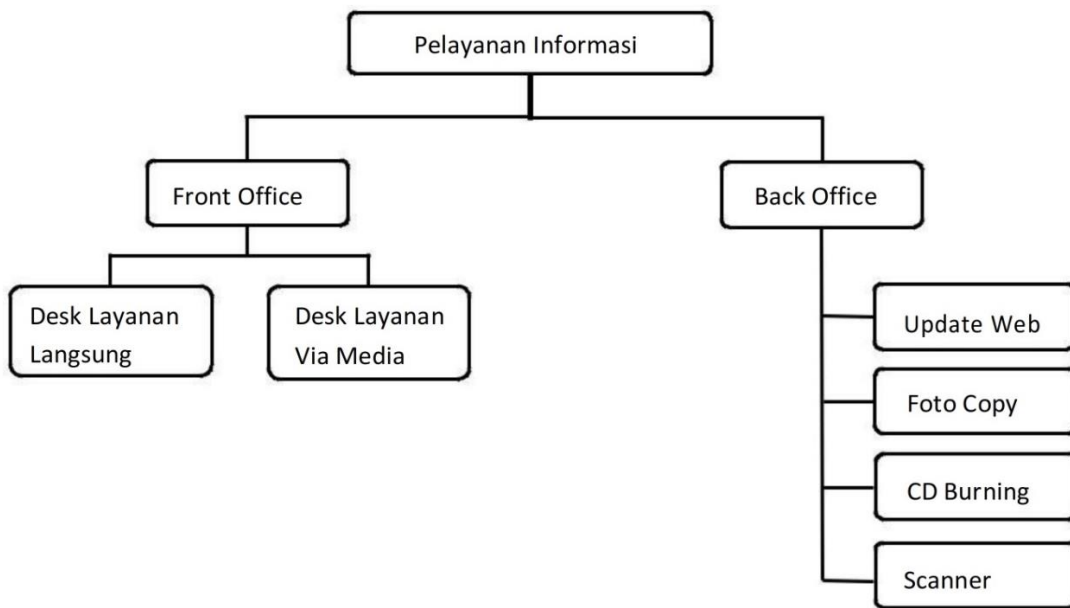 Pelayanan Informasi
Front Office
Back Office
Desk Layanan
Langsung
Desk Layanan
Via Media
Update Web
Foto Copy
CD Burning
Scanner